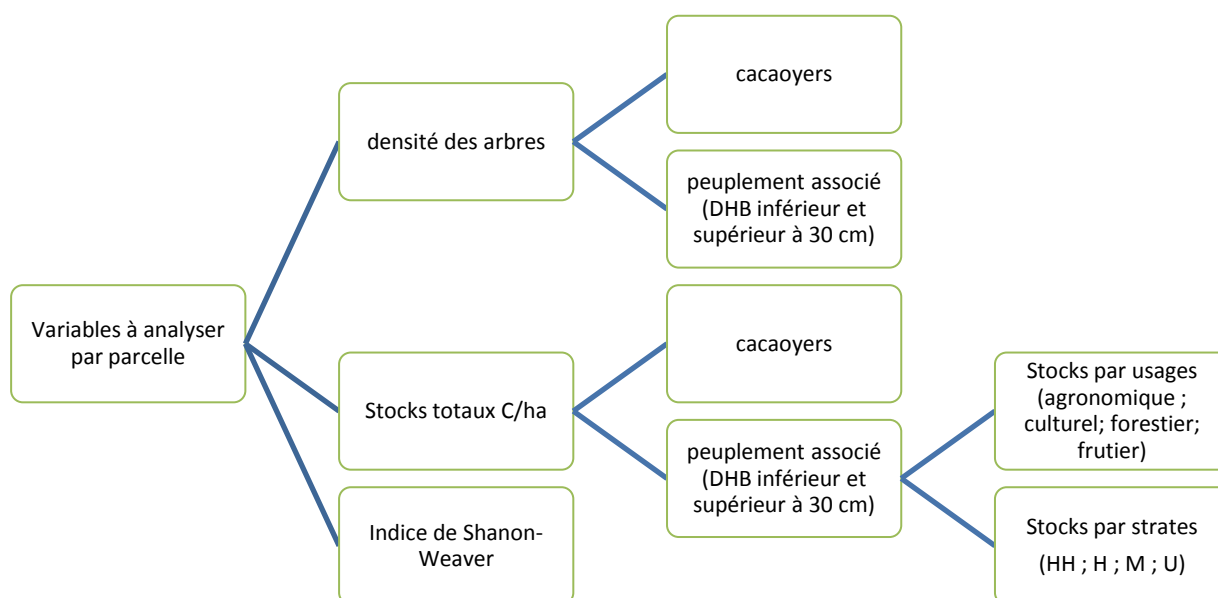 Variables à analyser
par parcelle
densité des arbres
cacaoyers
peuplement associé
(DHB inférieur et
supérieur à 30 cm)
Stocks totaux C/ha
cacaoyers
peuplement associé
(DHB inférieur et
supérieur à 30 cm)
Stocks par usages
(agronomique ;
culturel; forestier;
frutier)
Stocks par strates
(HH ; H ; M ; U)
Indice de Shanon-
Weaver